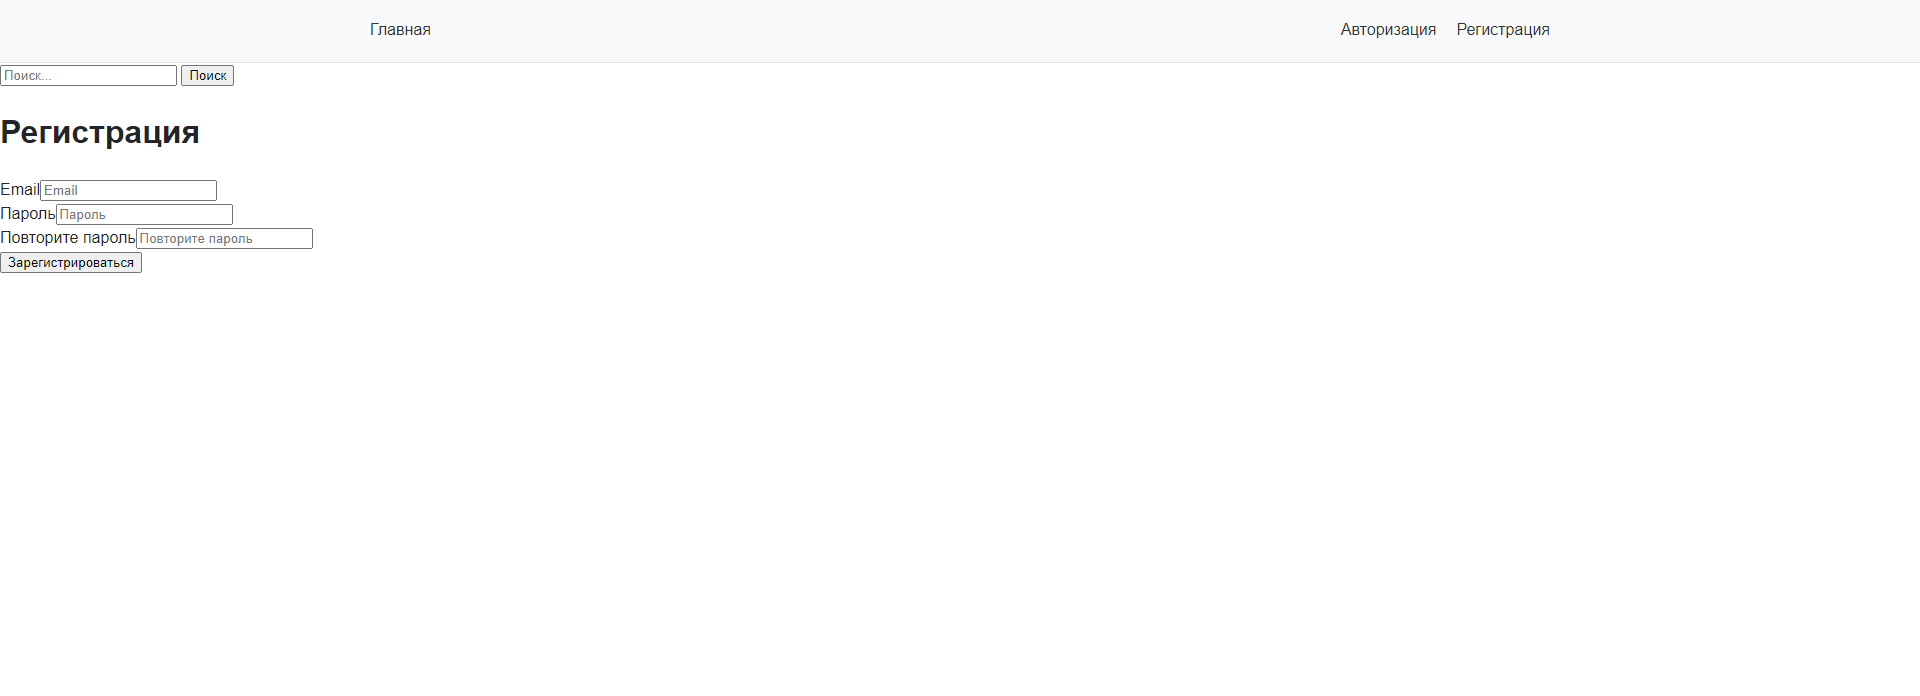 Главная Авторизация Регистрация
Поиск... Поиск
Регистрация
Email Email
Пароль Пароль
Повторите пароль Повторите пароль
Зарегистрироваться